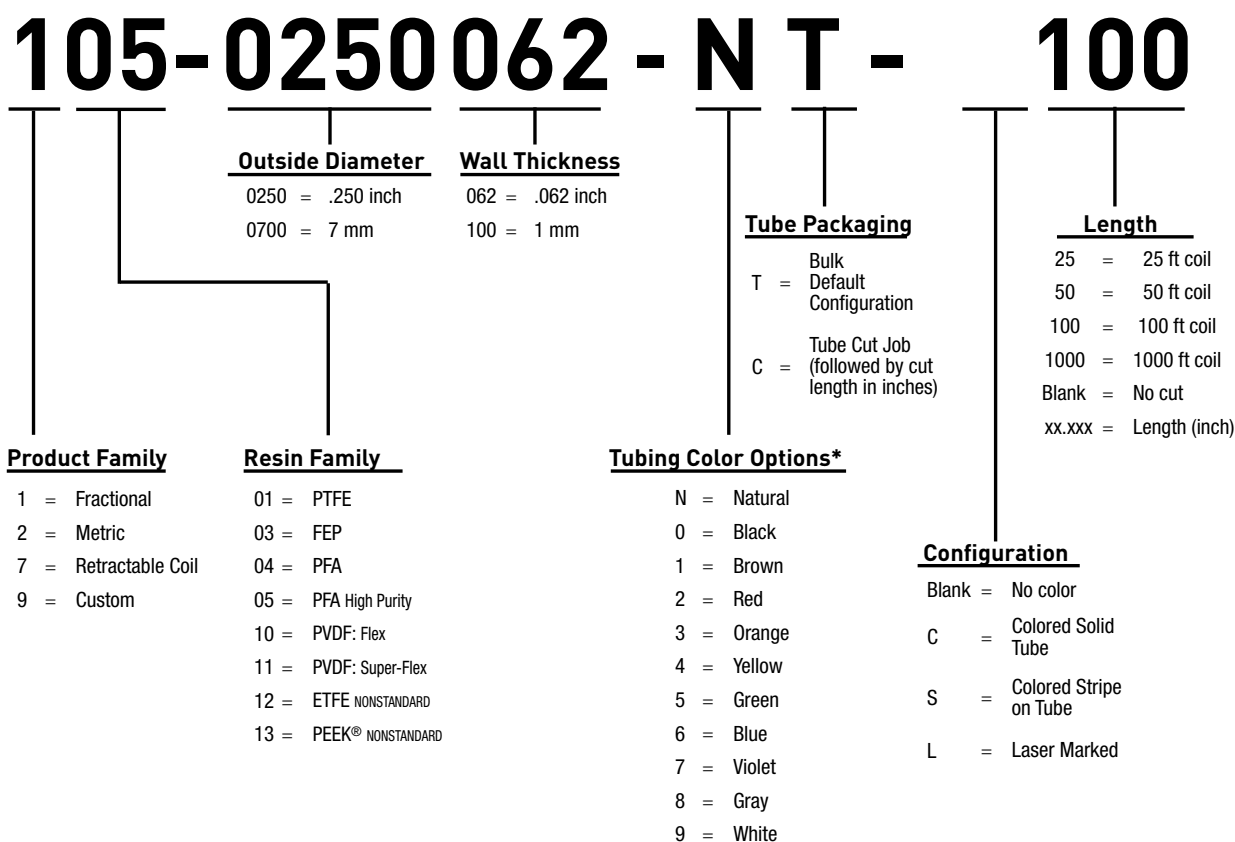 105-0250062 - NT - 100
Outside Diameter
0250 = .250 inch
0700 = 7 mm
Wall Thickness
062 = .062 inch
100 = 1 mm
Tube Packaging
T = Bulk
Default
Configuration
C = Tube Cut Job
(followed by cut
length in inches)
Length
25 = 25 ft coil
50 = 50 ft coil
100 = 100 ft coil
1000 = 1000 ft coil
Blank = No cut
xx.xxx = Length (inch)
Product Family
1 = Fractional
2 = Metric
7 = Retractable Coil
9 = Custom
Resin Family
01 = PTFE
03 = FEP
04 = PFA
05 = PFA High Purity
10 = PVDF: Flex
11 = PVDF: Super-Flex
12 = ETFE NONSTANDARD
13 = PEEK® NONSTANDARD
Tubing Color Options*
N = Natural
0 = Black
1 = Brown
2 = Red
3 = Orange
4 = Yellow
5 = Green
6 = Blue
7 = Violet
8 = Gray
9 = White
Configuration
Blank = No color
C = Colored Solid
Tube
S = Colored Stripe
on Tube
L = Laser Marked